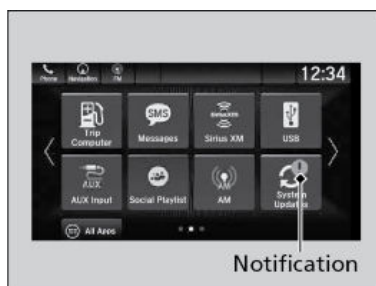 Phone Navigation FM 12:34
Trip Computer
SMS
Messages
SiriusXM
Sirius XM
USB
AUX
AUX Input
Social Playlist
AM
System Updates
All Apps
Notification